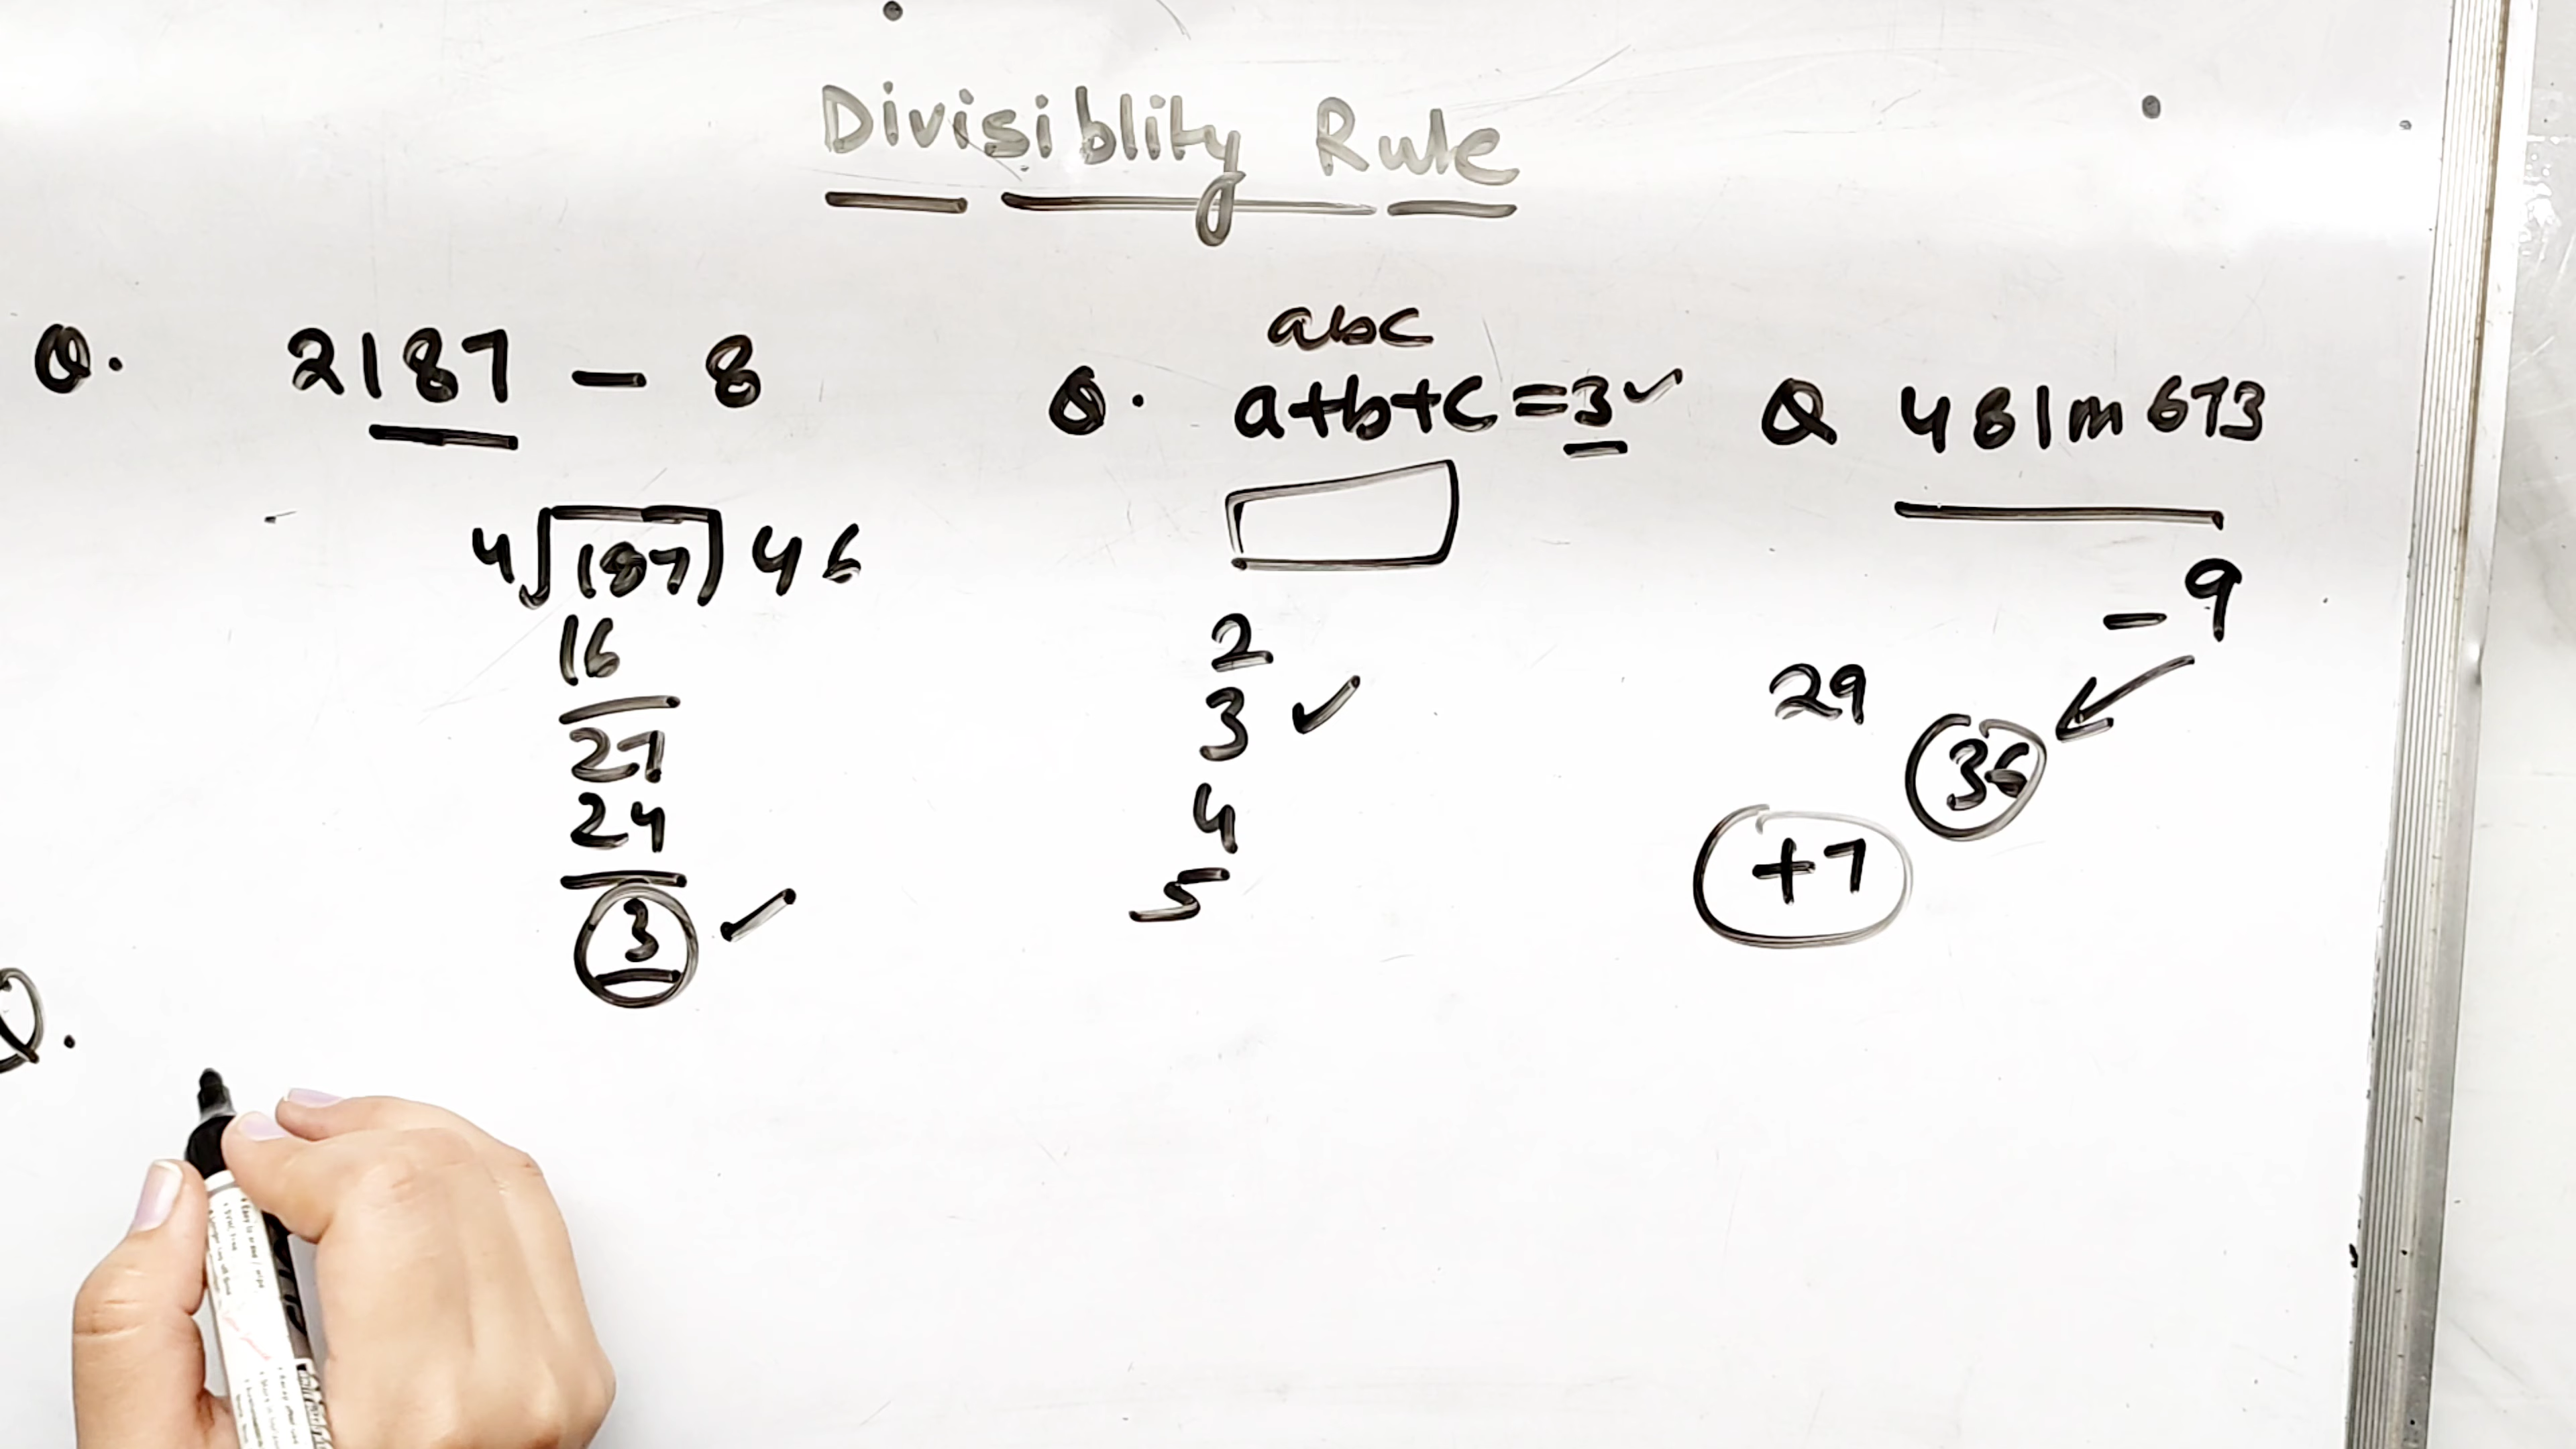 Divisiblity Rule
Q. 2187 - 8
4 187 46
16
27
24
3 ✓
abc
Q. a+b+c=3✓
2
3 ✓
4
5
Q 481m673
- 9
29
36
+7
Q.